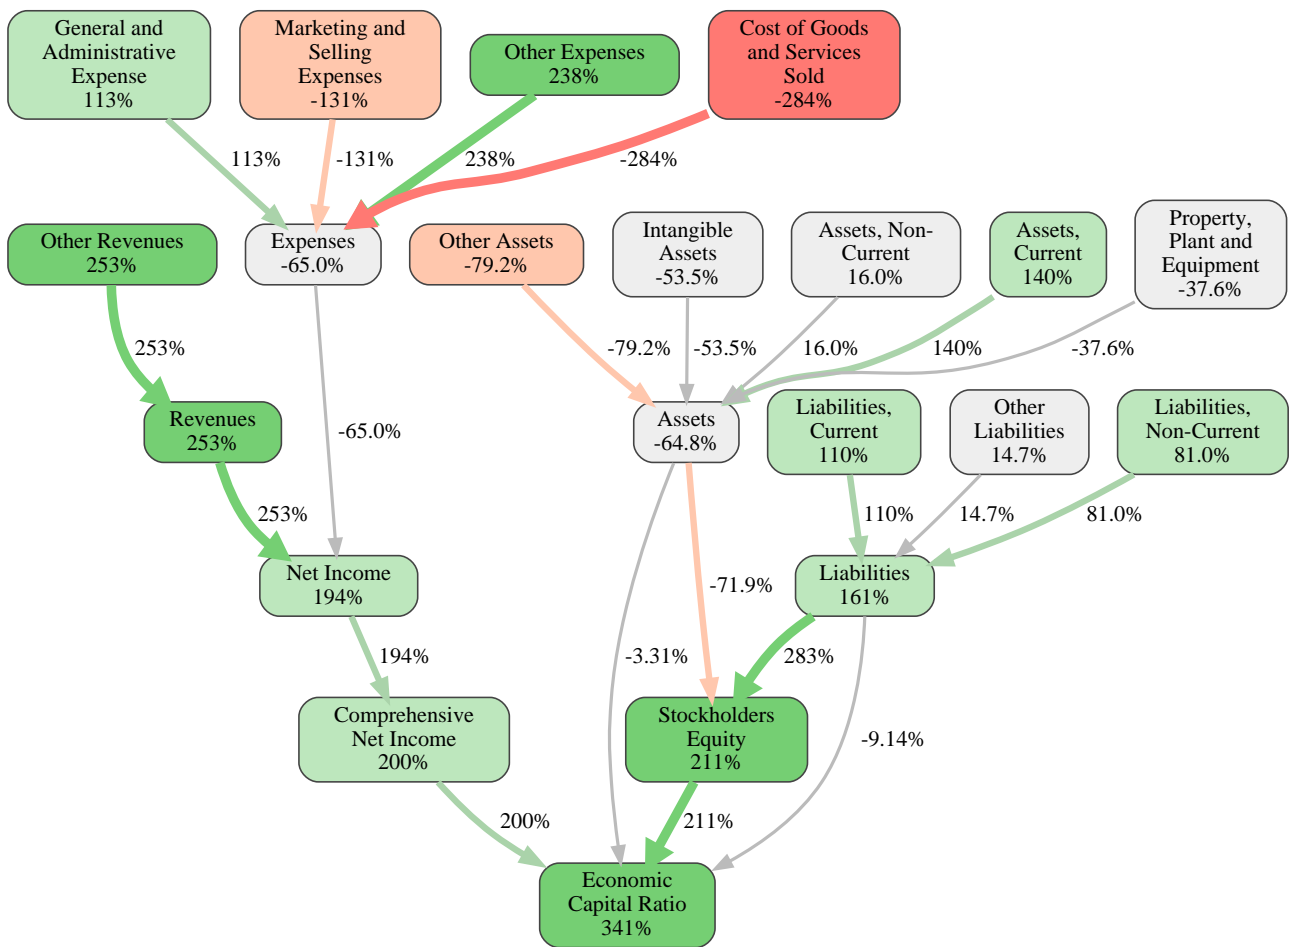 General and
Administrative
Expense
113%
Marketing and
Selling
Expenses
-131%
Other Expenses
238%
Cost of Goods
and Services
Sold
-284%
113%
-131%
238%
-284%
Other Revenues
253%
Expenses
-65.0%
Other Assets
-79.2%
Intangible
Assets
-53.5%
Assets, Non-
Current
16.0%
Assets,
Current
140%
Property,
Plant and
Equipment
-37.6%
253%
-65.0%
-79.2%
-53.5%
16.0%
140%
-37.6%
Revenues
253%
Assets
-64.8%
Liabilities,
Current
110%
Other
Liabilities
14.7%
Liabilities,
Non-Current
81.0%
253%
110%
14.7%
81.0%
Net Income
194%
-71.9%
Liabilities
161%
194%
-3.31%
283%
-9.14%
Comprehensive
Net Income
200%
Stockholders
Equity
211%
200%
211%
Economic
Capital Ratio
341%